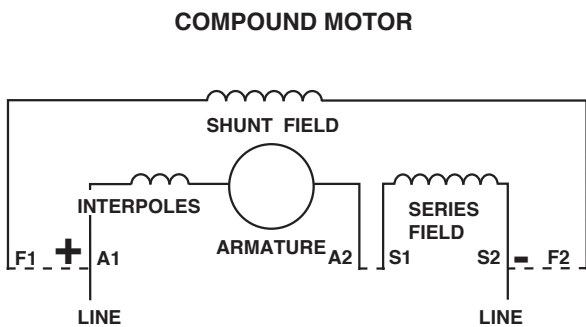 COMPOUND MOTOR
SHUNT FIELD
INTERPOLES
ARMATURE
SERIES
FIELD
F1 + A1 A2 S1 S2 - F2
LINE LINE